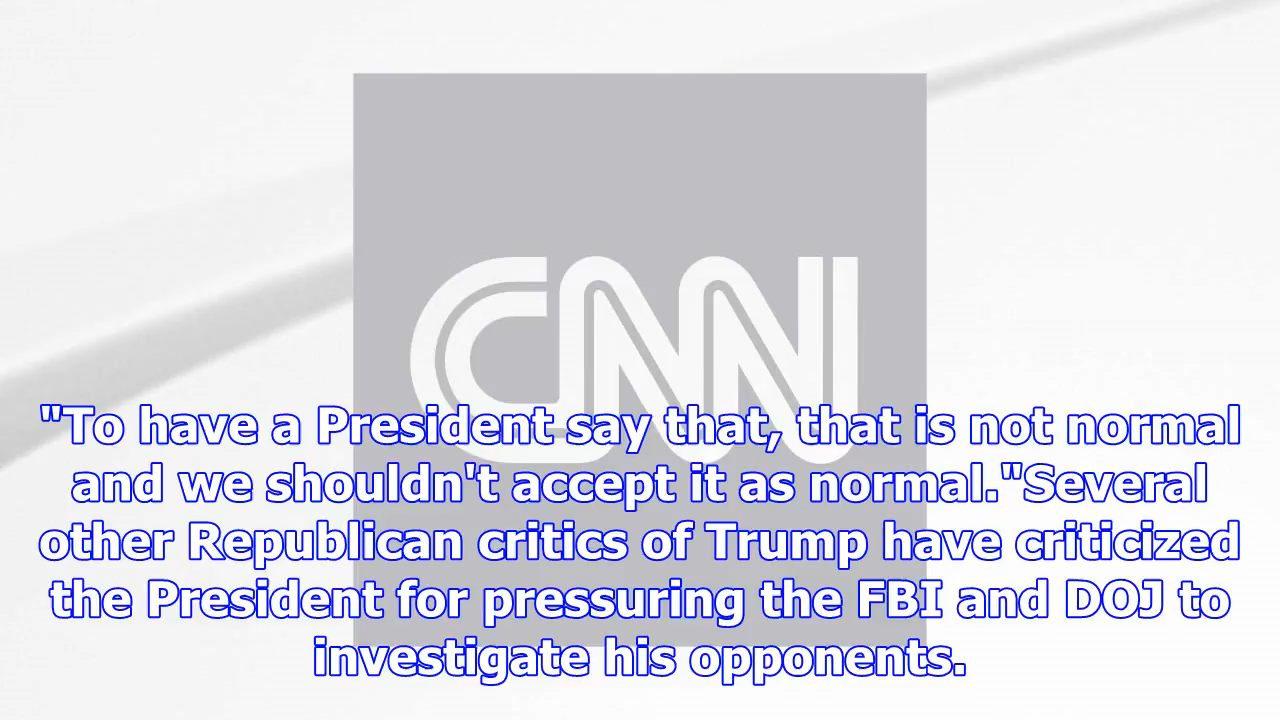 CNN
"To have a President say that, that is not normal
and we shouldn't accept it as normal."Several
other Republican critics of Trump have criticized
the President for pressuring the FBI and DOJ to
investigate his opponents.